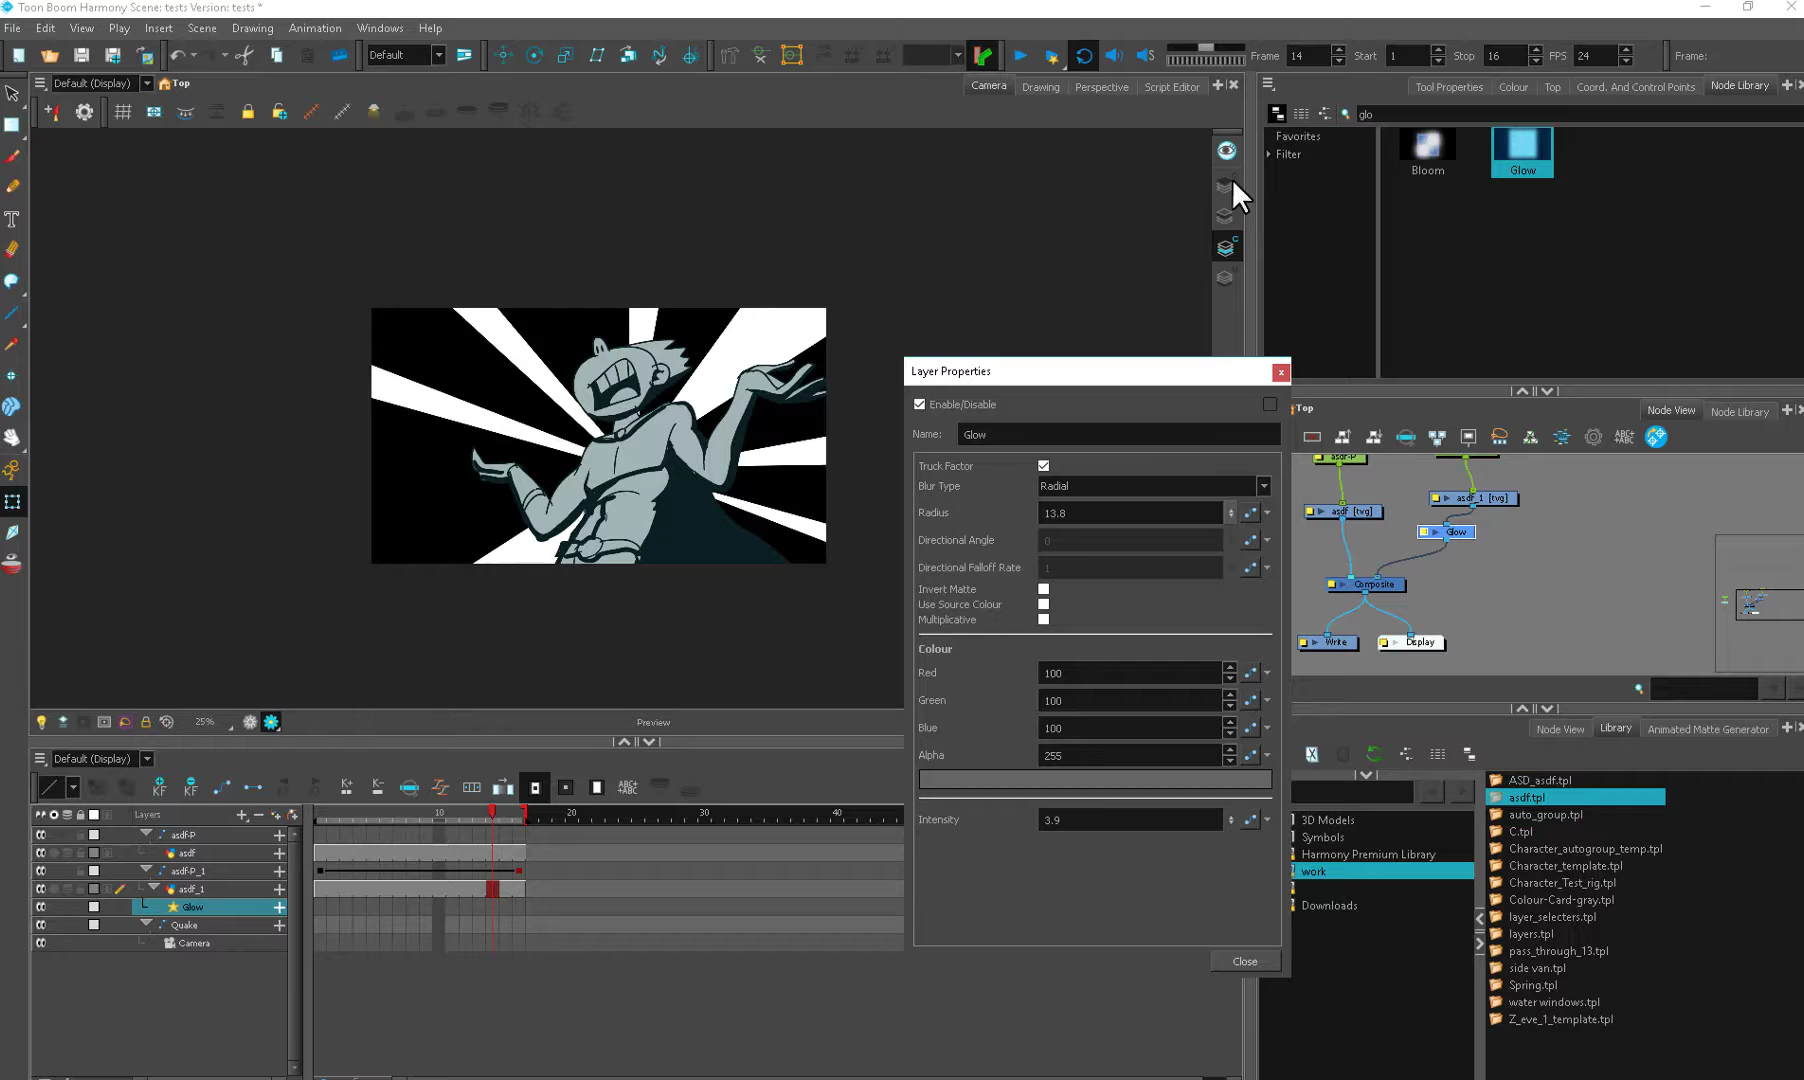 Toon Boom Harmony Scene: tests Version: tests *
File Edit View Play Insert Scene Drawing Animation Windows Help
Default
Frame 14 Start 1 Stop 16 FPS 24 Frame:
Default (Display) Top
Camera Drawing Perspective Script Editor
Tool Properties Colour Top Coord. And Control Points Node Library
glo
Favorites
Filter
Bloom Glow
Layer Properties
Enable/Disable
Name: Glow
Truck Factor
Blur Type Radial
Radius 13.8
Directional Angle 0
Directional Falloff Rate 1
Invert Matte
Use Source Colour
Multiplicative
Colour
Red 100
Green 100
Blue 100
Alpha 255
Intensity 3.9
Close
Top
Node View Node Library
ABC+
ABC
asdf-P
asdf [tvg]
asdf_1 [tvg]
Glow
Composite
Write
Display
25%
Preview
Default (Display)
K+ K-
ABC+
ABC
Layers
10 20 30 40
asdf-P
asdf
asdf-P_1
asdf_1
Glow
Quake
Camera
Node View Library Animated Matte Generator
3D Models
Symbols
Harmony Premium Library
work
Downloads
ASD_asdf.tpl
asdf.tpl
auto_group.tpl
C.tpl
Character_autogroup_temp.tpl
Character_template.tpl
Character_Test_rig.tpl
Colour-Card-gray.tpl
layer_selecters.tpl
layers.tpl
pass_through_13.tpl
side van.tpl
Spring.tpl
water windows.tpl
Z_eve_1_template.tpl